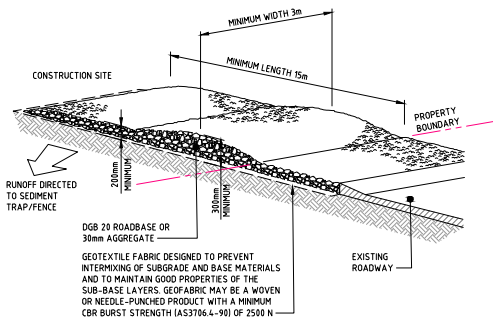 MINIMUM WIDTH 3m
MINIMUM LENGTH 15m
CONSTRUCTION SITE
PROPERTY
BOUNDARY
RUNOFF DIRECTED
TO SEDIMENT
TRAP/FENCE
200mm
MINIMUM
300mm
MINIMUM
DGB 20 ROADBASE OR
30mm AGGREGATE
GEOTEXTILE FABRIC DESIGNED TO PREVENT
INTERMIXING OF SUBGRADE AND BASE MATERIALS
AND TO MAINTAIN GOOD PROPERTIES OF THE
SUB-BASE LAYERS. GEOFABRIC MAY BE A WOVEN
OR NEEDLE-PUNCHED PRODUCT WITH A MINIMUM
CBR BURST STRENGTH (AS3706.4-90) OF 2500 N
EXISTING
ROADWAY